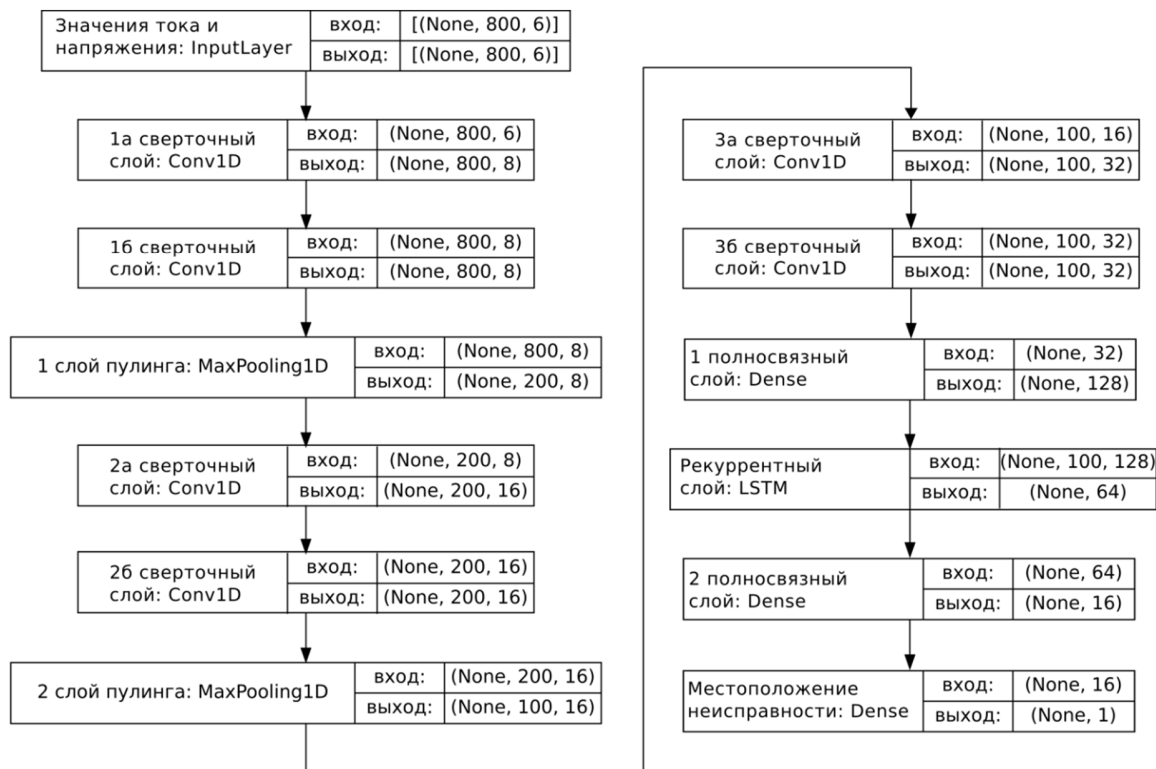 Значения тока и
напряжения: InputLayer
вход: [(None, 800, 6)]
выход: [(None, 800, 6)]
1а сверточный
слой: Conv1D
вход: (None, 800, 6)
выход: (None, 800, 8)
1б сверточный
слой: Conv1D
вход: (None, 800, 8)
выход: (None, 800, 8)
1 слой пулинга: MaxPooling1D
вход: (None, 800, 8)
выход: (None, 200, 8)
2а сверточный
слой: Conv1D
вход: (None, 200, 8)
выход: (None, 200, 16)
2б сверточный
слой: Conv1D
вход: (None, 200, 16)
выход: (None, 200, 16)
2 слой пулинга: MaxPooling1D
вход: (None, 200, 16)
выход: (None, 100, 16)
3а сверточный
слой: Conv1D
вход: (None, 100, 16)
выход: (None, 100, 32)
3б сверточный
слой: Conv1D
вход: (None, 100, 32)
выход: (None, 100, 32)
1 полносвязный
слой: Dense
вход: (None, 32)
выход: (None, 128)
Рекуррентный
слой: LSTM
вход: (None, 100, 128)
выход: (None, 64)
2 полносвязный
слой: Dense
вход: (None, 64)
выход: (None, 16)
Местоположение
неисправности: Dense
вход: (None, 16)
выход: (None, 1)